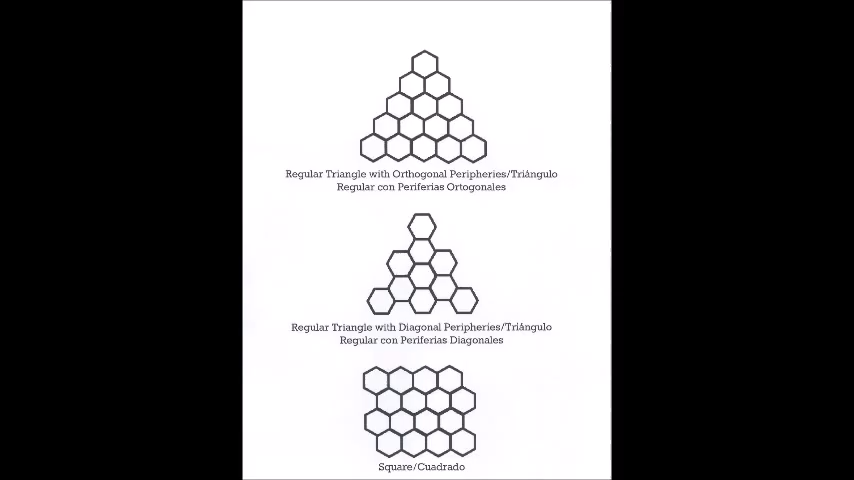 Regular Triangle with Orthogonal Peripheries/Triángulo
Regular con Periferias Ortogonales
Regular Triangle with Diagonal Peripheries/Triángulo
Regular con Periferias Diagonales
Square/Cuadrado